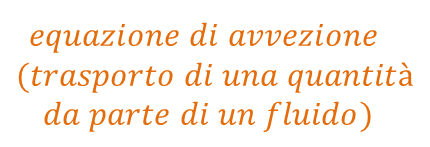 equazione di avvezione
(trasporto di una quantità
da parte di un fluido)